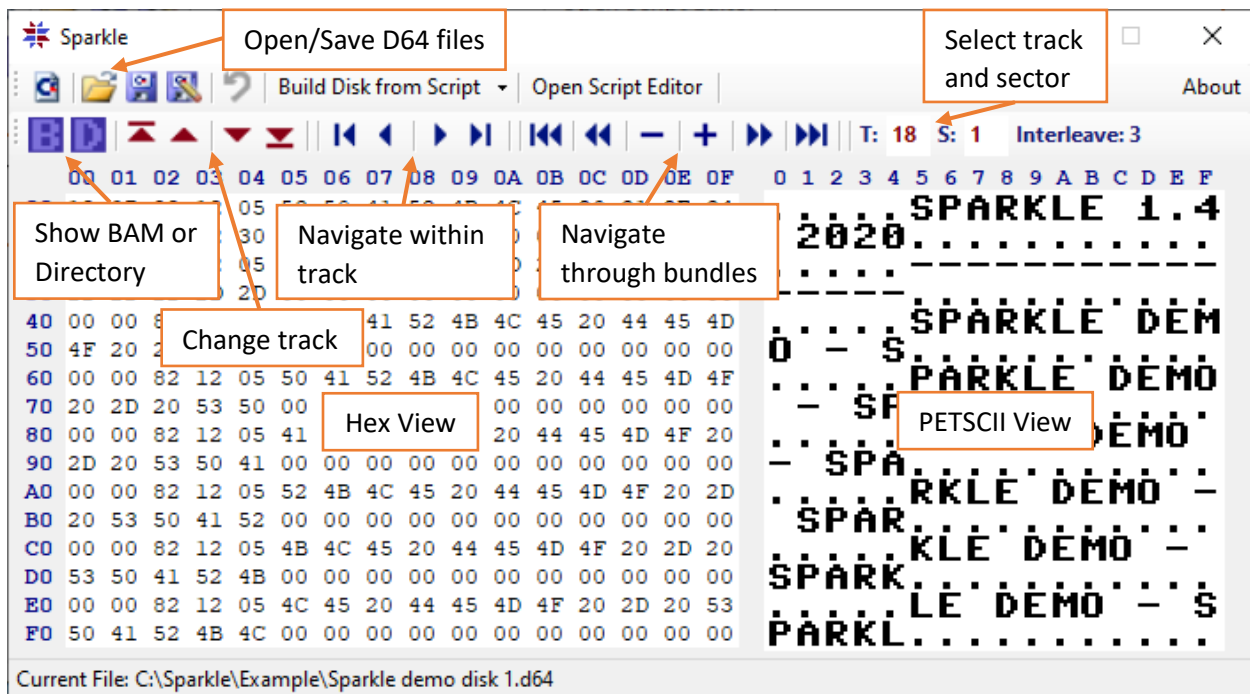 Sparkle
Open/Save D64 files
Select track
and sector
Build Disk from Script
Open Script Editor
About
B D
T: 18 S: 1 Interleave: 3
00 01 02 03 04 05 06 07 08 09 0A 0B 0C 0D 0E 0F
0 1 2 3 4 5 6 7 8 9 A B C D E F
.....SPARKLE 1.4
2020...........
Show BAM or
Directory
Navigate within
track
Navigate
through bundles
Change track
40 00 00 41 52 4B 4C 45 20 44 45 4D
.....SPARKLE DEM
50 4F 20 00 00 00 00 00 00 00 00 00
O - S...........
60 00 00 82 12 05 50 41 52 4B 4C 45 20 44 45 4D 4F
.....PARKLE DEMO
70 20 2D 20 53 50 00 00 00 00 00 00 00
- SP
Hex View
PETSCII View
80 00 00 82 12 05 41 20 44 45 4D 4F 20
EMO
90 2D 20 53 50 41 00 00 00 00 00 00 00 00 00 00 00
- SPA...........
A0 00 00 82 12 05 52 4B 4C 45 20 44 45 4D 4F 20 2D
.....RKLE DEMO -
B0 20 53 50 41 52 00 00 00 00 00 00 00 00 00 00 00
SPAR...........
C0 00 00 82 12 05 4B 4C 45 20 44 45 4D 4F 20 2D 20
.....KLE DEMO -
D0 53 50 41 52 4B 00 00 00 00 00 00 00 00 00 00 00
SPARK...........
E0 00 00 82 12 05 4C 45 20 44 45 4D 4F 20 2D 20 53
.....LE DEMO - S
F0 50 41 52 4B 4C 00 00 00 00 00 00 00 00 00 00 00
PARKL...........
Current File: C:\Sparkle\Example\Sparkle demo disk 1.d64